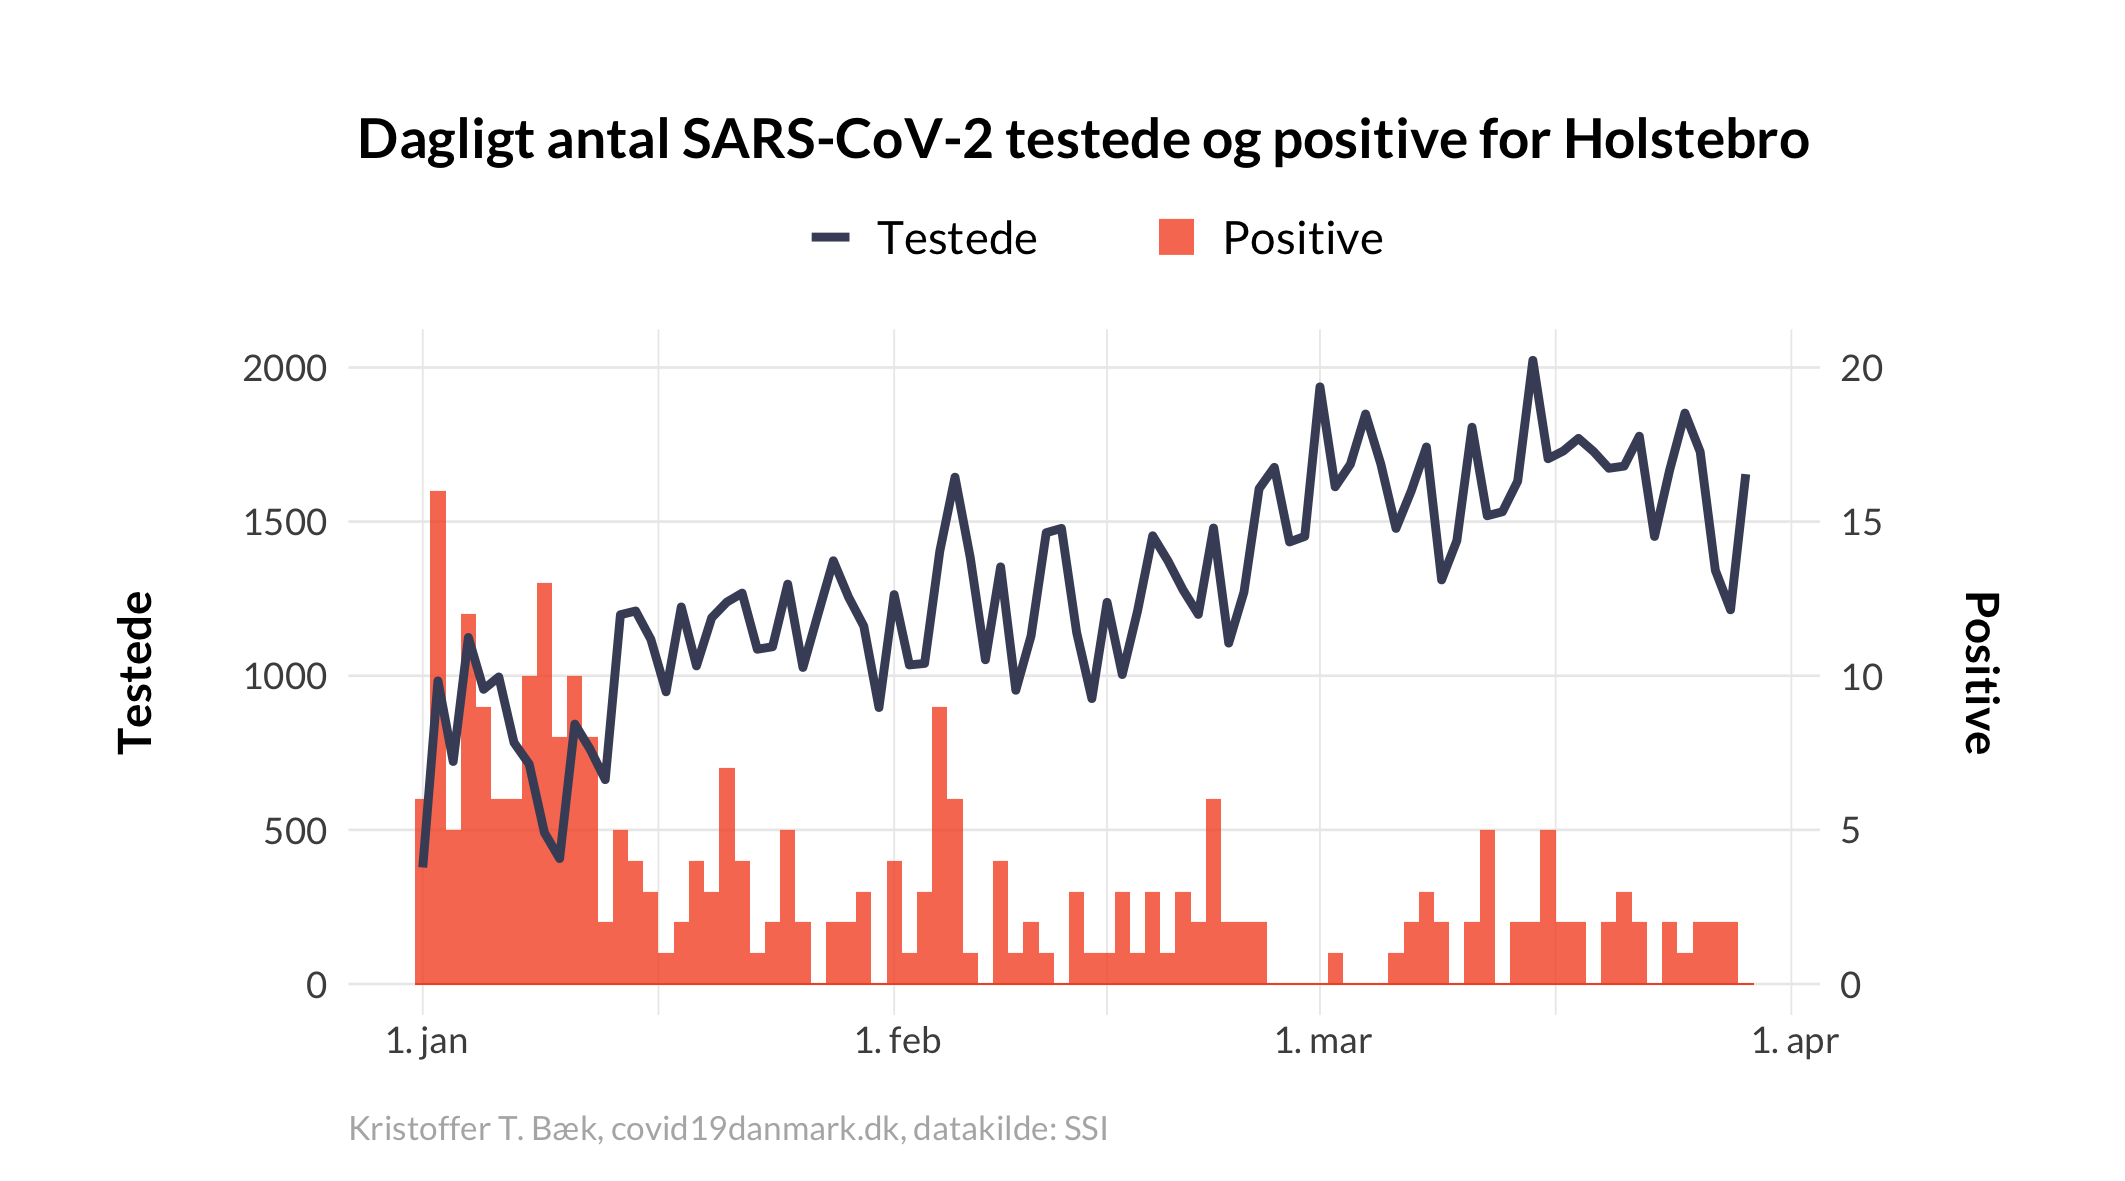 Dagligt antal SARS-CoV-2 testede og positive for Holstebro
Testede Positive
2000 20
1500 15
1000 10
500 5
0 0
Testede
Positive
1. jan 1. feb 1. mar 1. apr
Kristoffer T. Bæk, covid19danmark.dk, datakilde: SSI